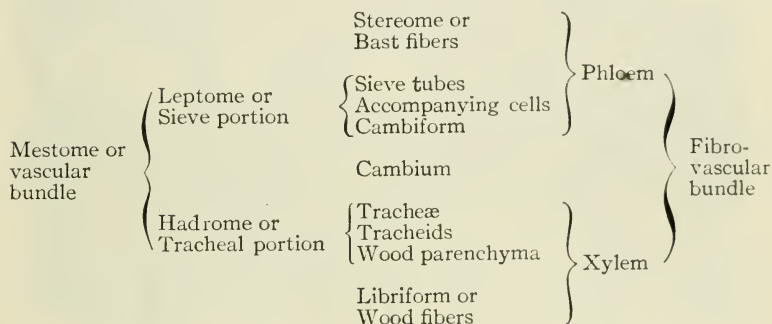 Stereome or
Bast fibers
Phloem
Leptome or
Sieve portion
Sieve tubes
Accompanying cells
Cambiform
Mestome or
vascular
bundle
Cambium
Fibro-
vascular
bundle
Hadrome or
Tracheal portion
Tracheæ
Tracheids
Wood parenchyma
Xylem
Libriform or
Wood fibers